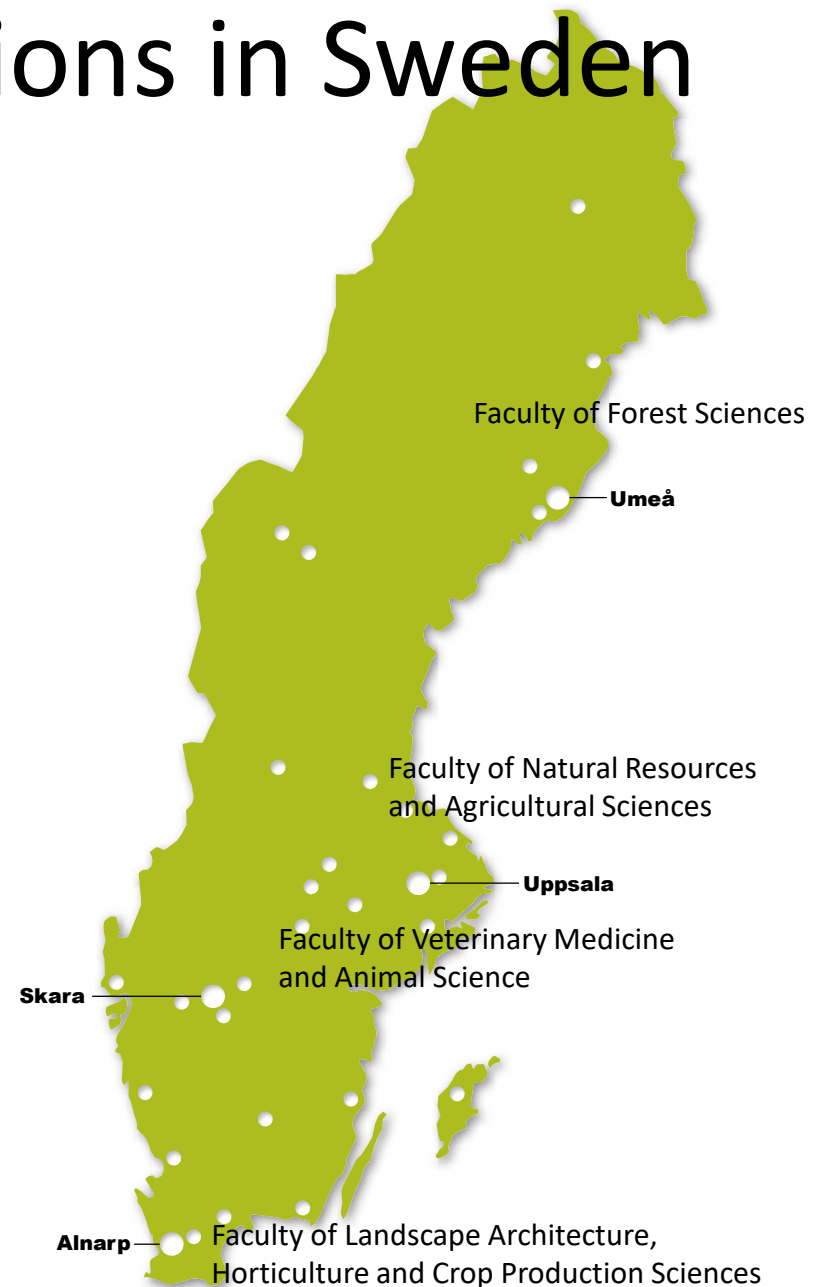 ions in Sweden
Faculty of Forest Sciences
Umeå
Faculty of Natural Resources
and Agricultural Sciences
Uppsala
Faculty of Veterinary Medicine
and Animal Science
Skara
Alnarp
Faculty of Landscape Architecture,
Horticulture and Crop Production Sciences